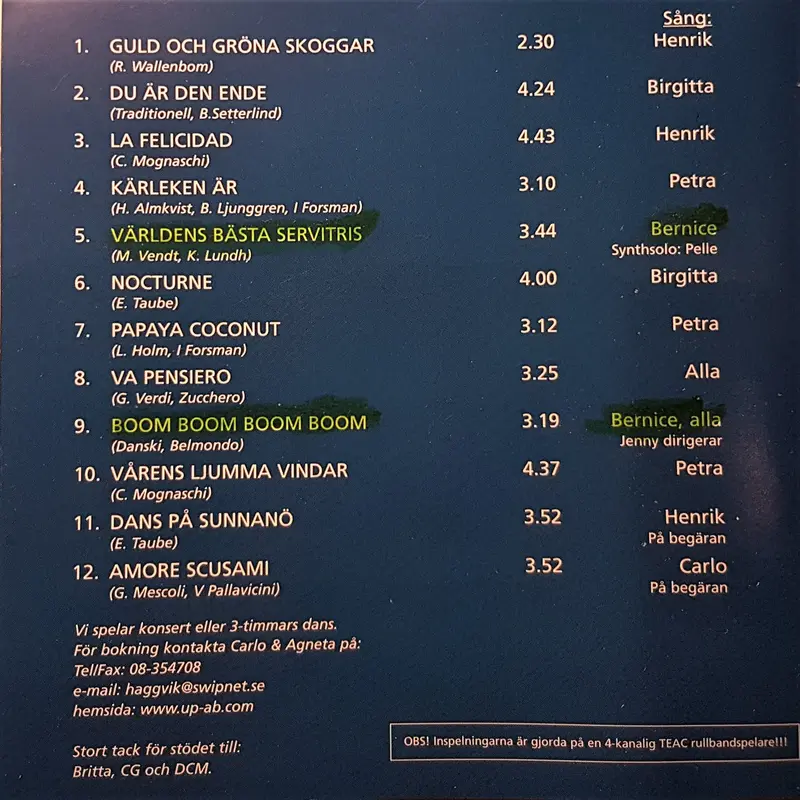 Sång:
1. GULD OCH GRÖNA SKOGGAR 2.30 Henrik
(R. Wallenbom)
2. DU ÄR DEN ENDE 4.24 Birgitta
(Traditionell, B.Setterlind)
3. LA FELICIDAD 4.43 Henrik
(C. Mognaschi)
4. KÄRLEKEN ÄR 3.10 Petra
(H. Almkvist, B. Ljunggren, I Forsman)
5. VÄRLDENS BÄSTA SERVITRIS 3.44 Bernice
(M. Vendt, K. Lundh) Synthsolo: Pelle
6. NOCTURNE 4.00 Birgitta
(E. Taube)
7. PAPAYA COCONUT 3.12 Petra
(L. Holm, I Forsman)
8. VA PENSIERO 3.25 Alla
(G. Verdi, Zucchero)
9. BOOM BOOM BOOM BOOM 3.19 Bernice, alla
(Danski, Belmondo) Jenny dirigerar
10. VÅRENS LJUMMA VINDAR 4.37 Petra
(C. Mognaschi)
11. DANS PÅ SUNNANÖ 3.52 Henrik
(E. Taube) På begäran
12. AMORE SCUSAMI 3.52 Carlo
(G. Mescoli, V Pallavicini) På begäran
Vi spelar konsert eller 3-timmars dans.
För bokning kontakta Carlo & Agneta på:
Tel/Fax: 08-354708
e-mail: haggvik@swipnet.se
hemsida: www.up-ab.com
OBS! Inspelningarna är gjorda på en 4-kanalig TEAC rullbandspelare!!!
Stort tack för stödet till:
Britta, CG och DCM.